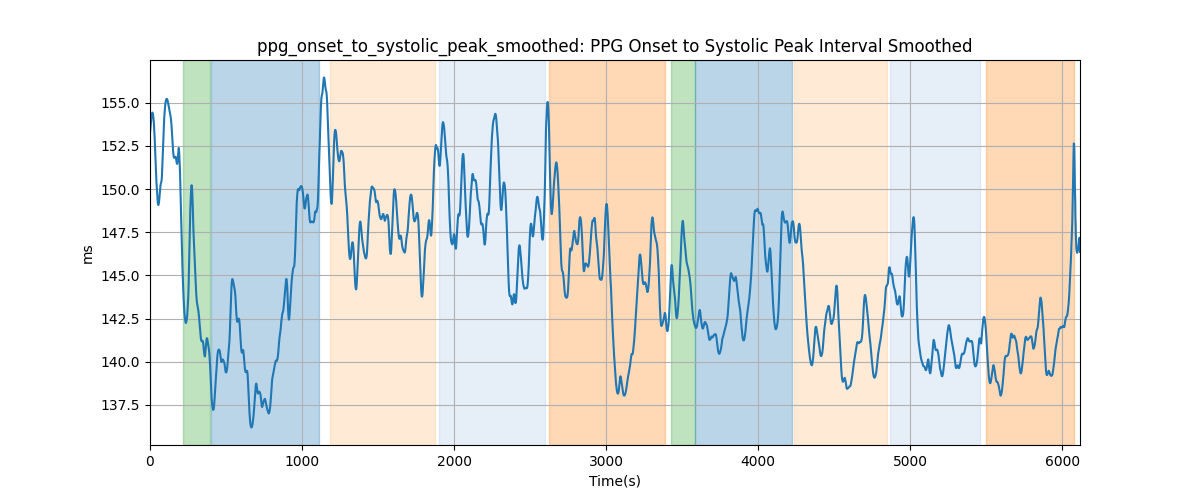 ppg_onset_to_systolic_peak_smoothed: PPG Onset to Systolic Peak Interval Smoothed
155.0
152.5
150.0
147.5
145.0
142.5
140.0
137.5
ms
0 1000 2000 3000 4000 5000 6000
Time(s)